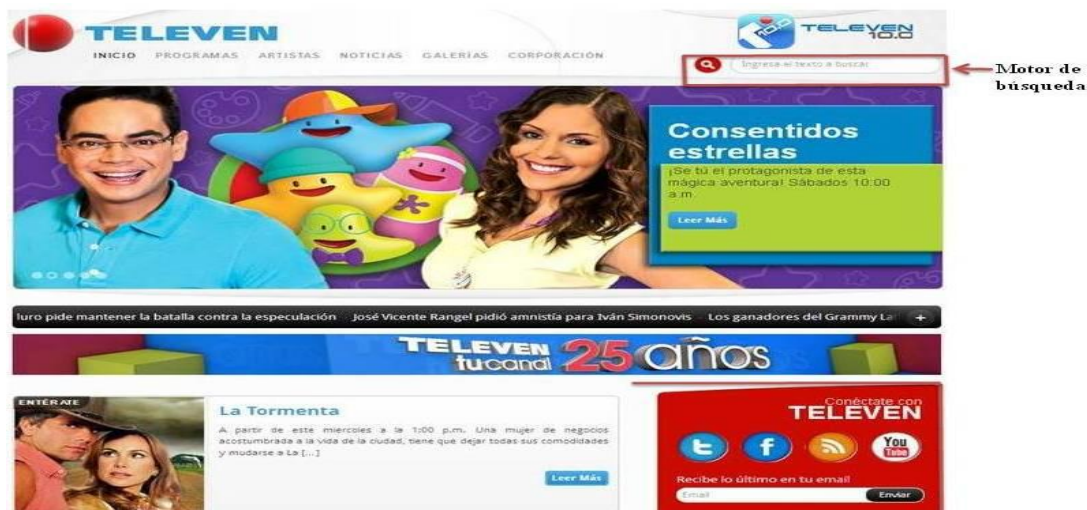 TELEVEN
TELEVEN
10.0
INICIO PROGRAMAS ARTISTAS NOTICIAS GALERÍAS CORPORACIÓN
Ingresa el texto a buscar
Motor de
búsqueda
Consentidos
estrellas
¡Se tú el protagonista de esta
mágica aventura! Sábados 10:00
a.m.
Leer Más
luro pide mantener la batalla contra la especulación José Vicente Rangel pidió amnistía para Iván Simonovis Los ganadores del Grammy La +
TELEVEN
tucanal 25 años
ENTÉRATE
La Tormenta
A partir de este miercoles a la 1:00 p.m. Una mujer de negocios
acostumbrada a la vida de la ciudad, tiene que dejar todas sus comodidades
y mudarse a La [...]
Leer Más
Conéctate con
TELEVEN
You
Tube
Recibe lo último en tu email
Email
Enviar